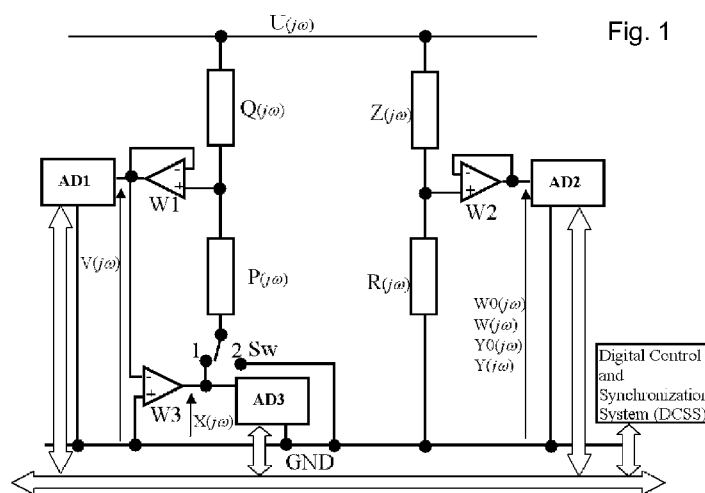 U(jω)
Fig. 1
Q(jω)
Z(jω)
AD1
-
+
W1
-
+
W2
AD2
V(jω)
P(jω)
R(jω)
W0(jω)
W(jω)
Y0(jω)
Y(jω)
1
2
Sw
-
+
W3
X(jω)
AD3
GND
Digital Control
and
Synchronization
System (DCSS)